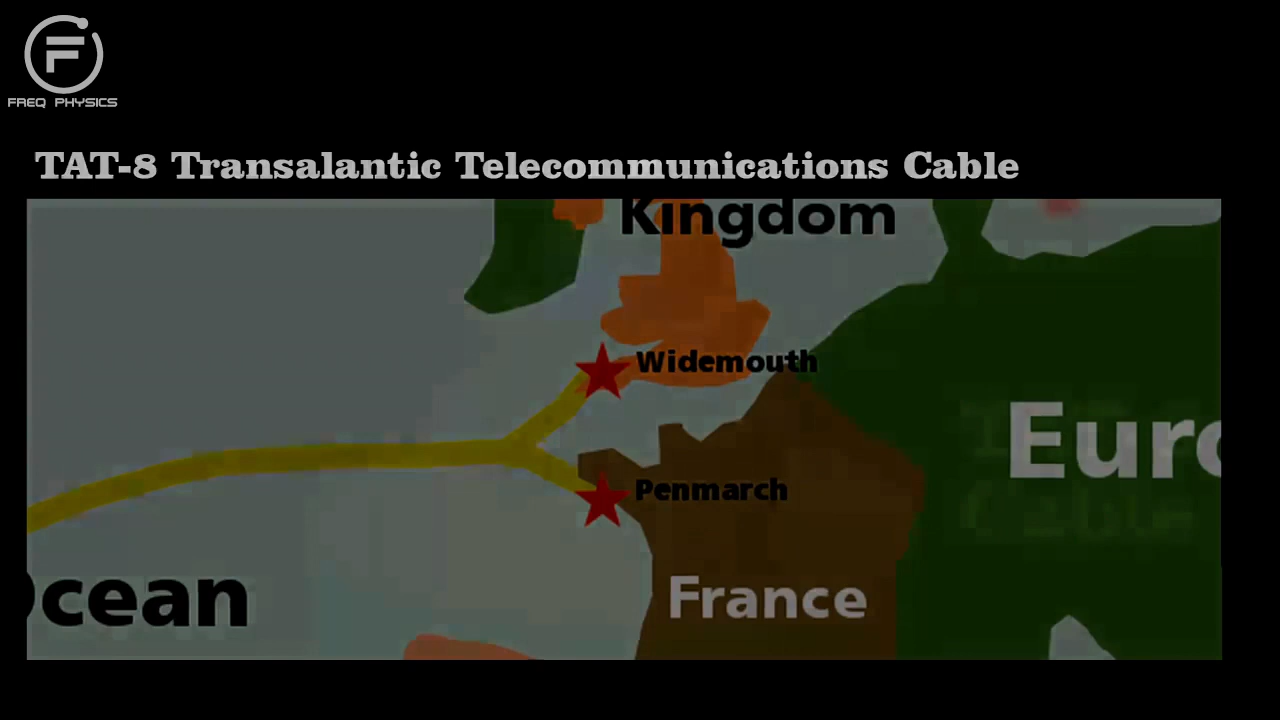 F
FREQ PHYSICS
TAT-8 Transalantic Telecommunications Cable
Kingdom
Widemouth
Euro
Penmarch
Ocean
France